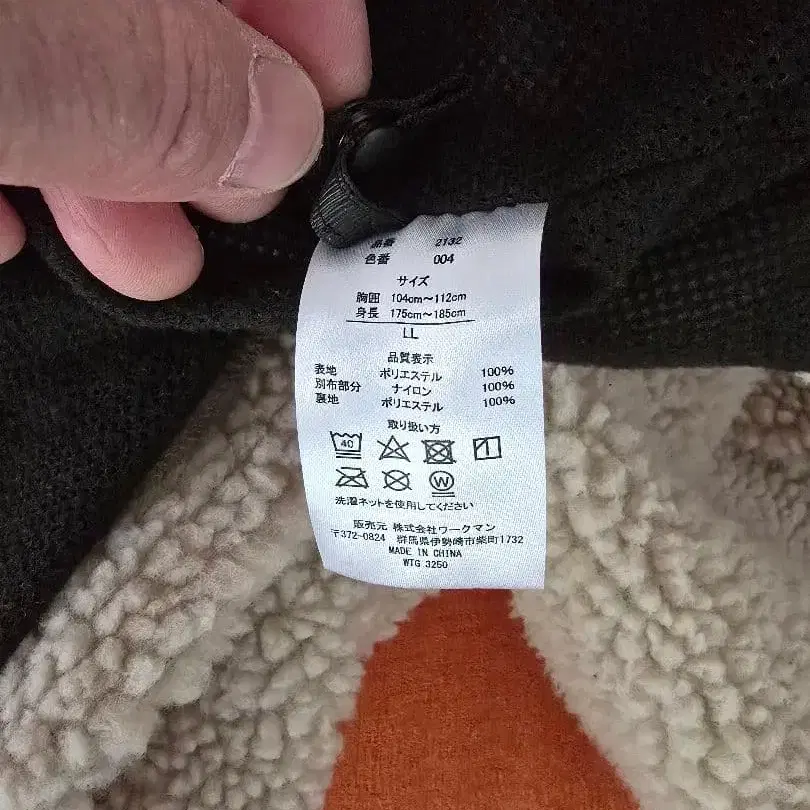 品番 2132
色番 004
サイズ
胸囲 104cm～112cm
身長 175cm～185cm
LL
品質表示
表地 ポリエステル 100%
別布部分 ナイロン 100%
裏地 ポリエステル 100%
取り扱い方
40
W
洗濯ネットを使用してください
販売元 株式会社ワークマン
〒372-0824 群馬県伊勢崎市柴町1732
MADE IN CHINA
WTG 3250